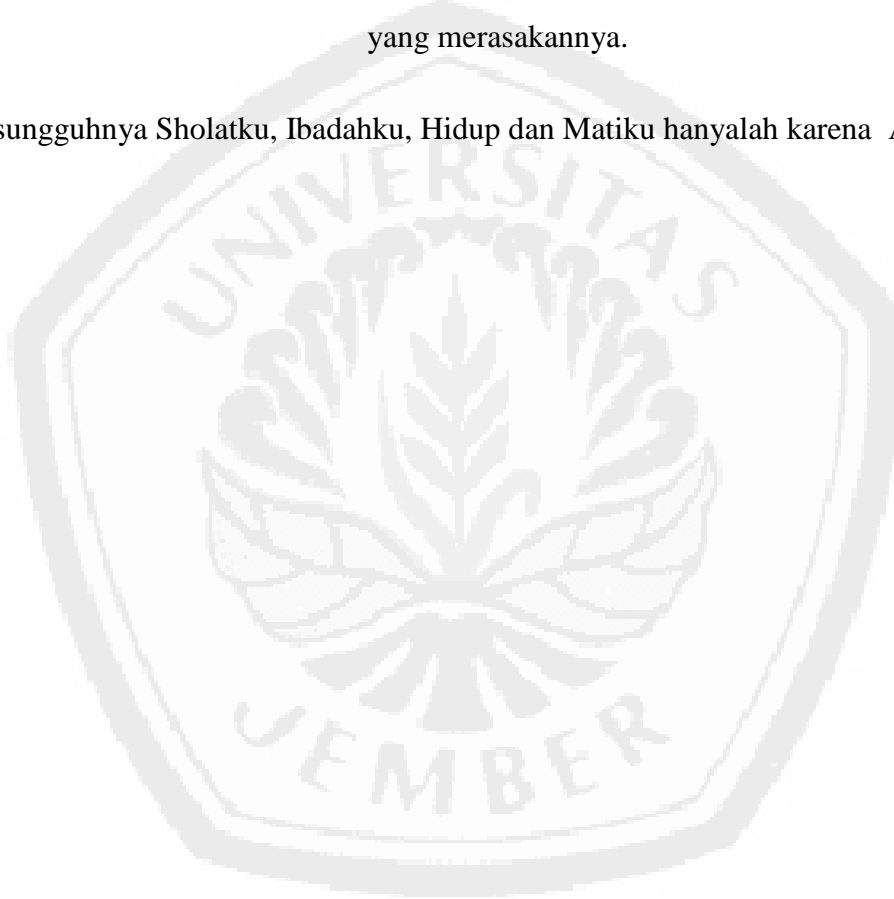 yang merasakannya.
sungguhnya Sholatku, Ibadahku, Hidup dan Matiku hanyalah karena
UNIVERSITAS
JEMBER